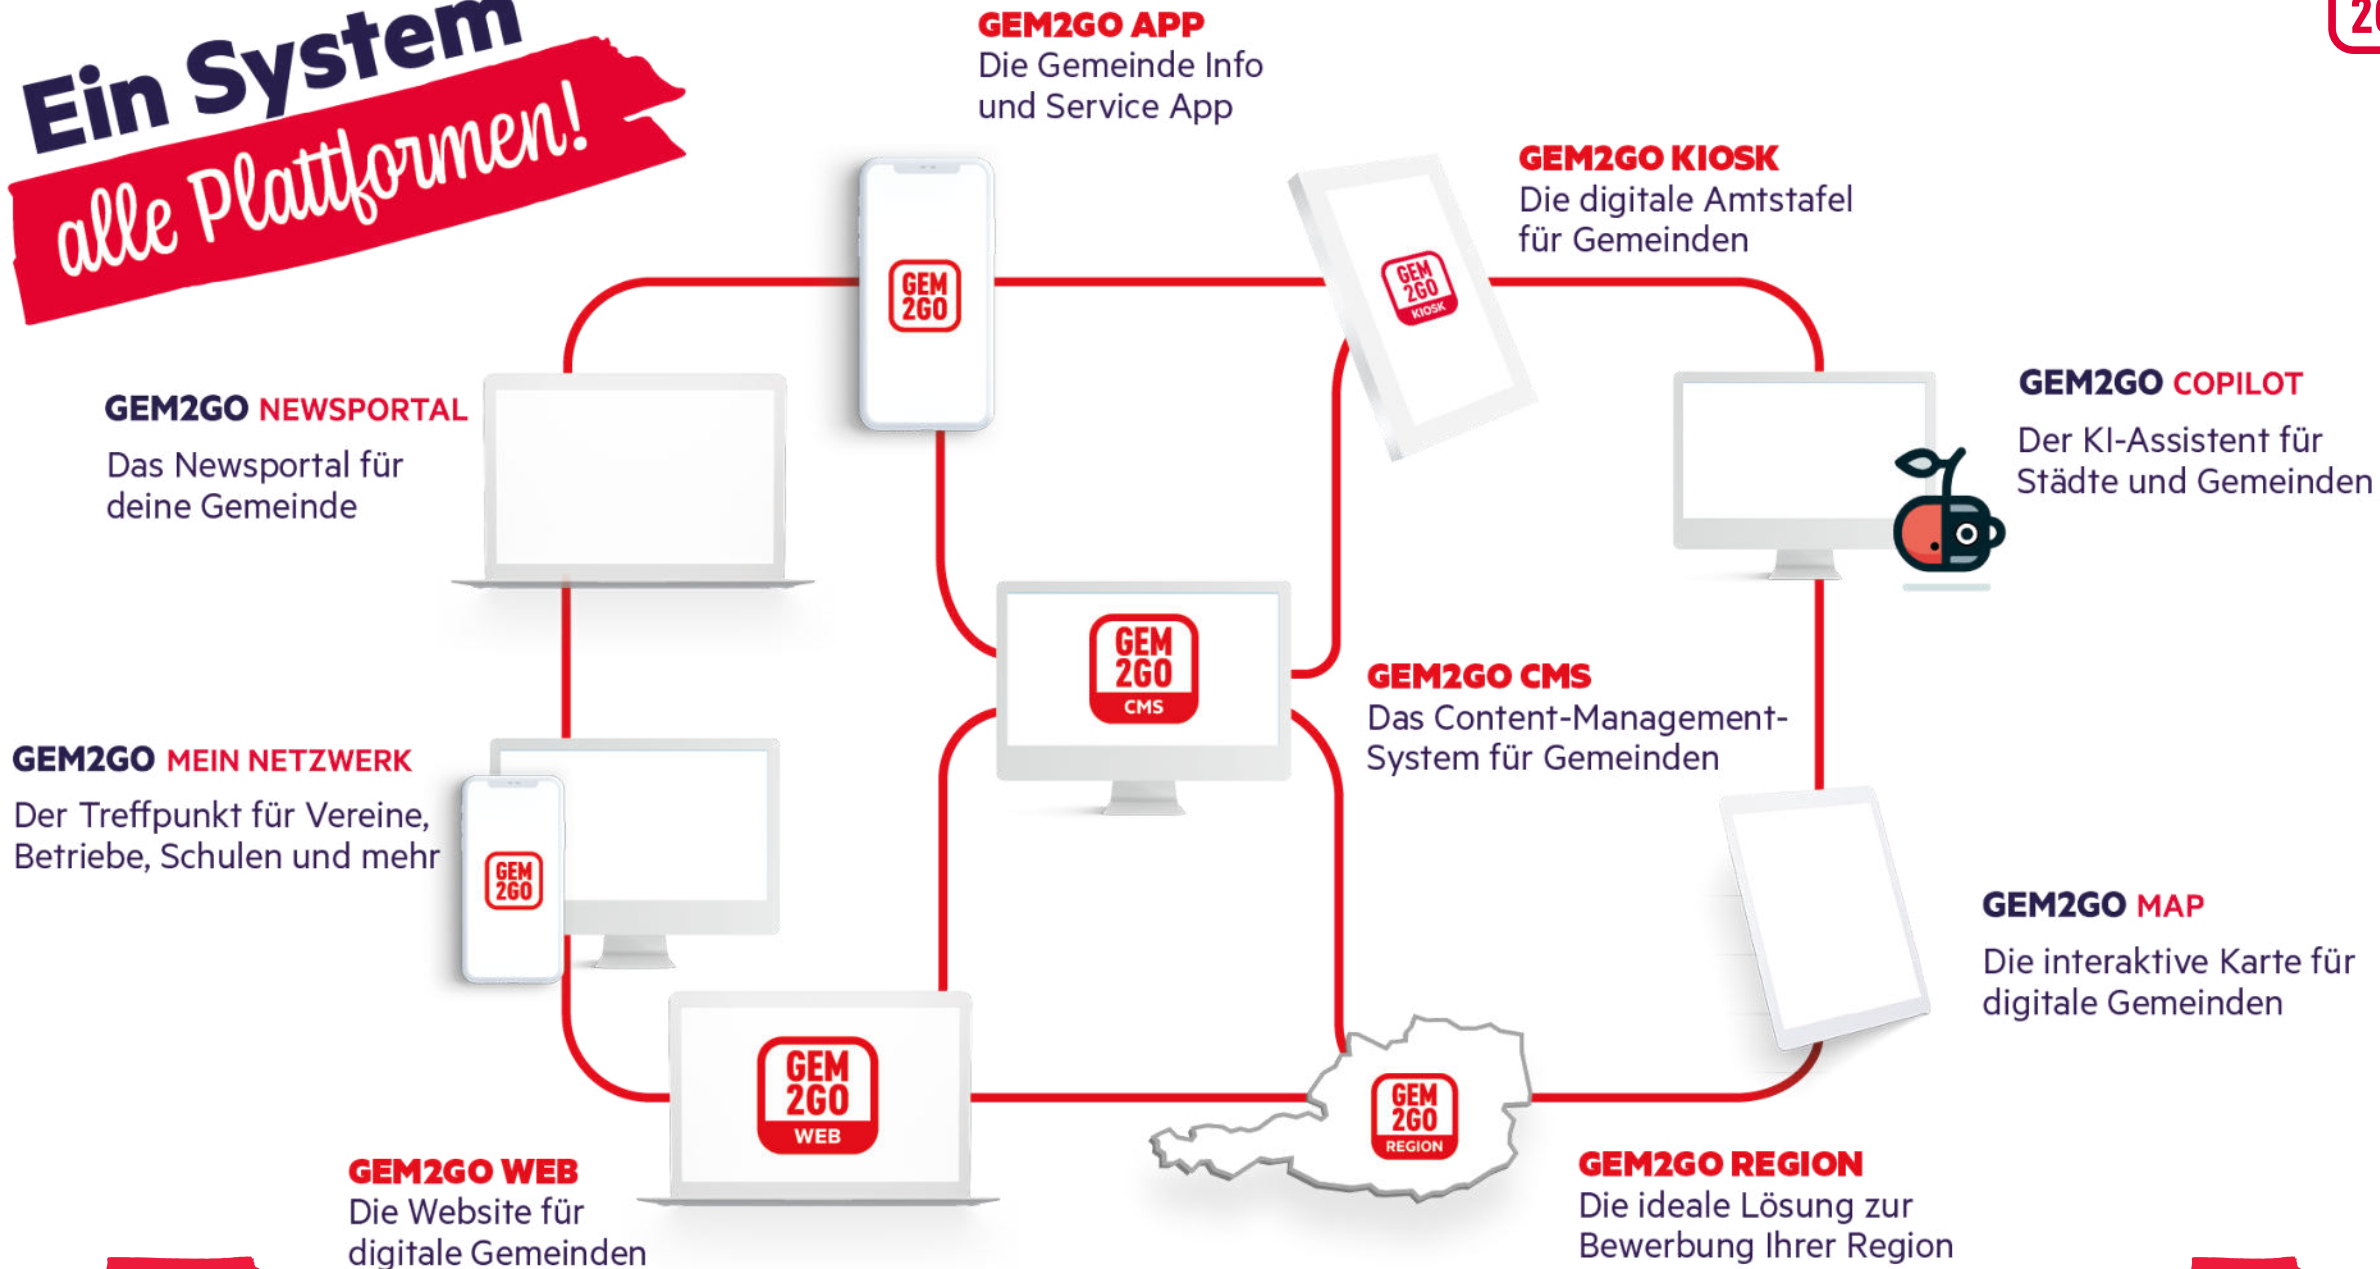 Ein System
alle Plattformen!
GEM2GO APP
Die Gemeinde Info
und Service App
GEM2GO KIOSK
Die digitale Amtstafel
für Gemeinden
GEM
2GO
GEM
2GO
KIOSK
GEM2GO NEWSPORTAL
Das Newsportal für
deine Gemeinde
GEM2GO COPILOT
Der KI-Assistent für
Städte und Gemeinden
GEM
2GO
CMS
GEM2GO CMS
Das Content-Management-
System für Gemeinden
GEM2GO MEIN NETZWERK
Der Treffpunkt für Vereine,
Betriebe, Schulen und mehr
GEM
2GO
GEM2GO MAP
Die interaktive Karte für
digitale Gemeinden
GEM
2GO
WEB
GEM2GO WEB
Die Website für
digitale Gemeinden
GEM
2GO
REGION
GEM2GO REGION
Die ideale Lösung zur
Bewerbung Ihrer Region